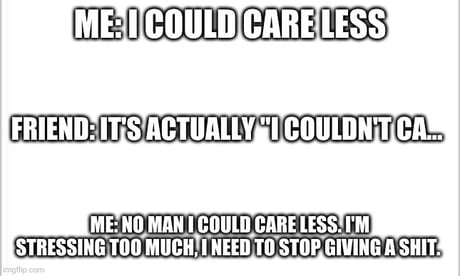 ME: I COULD CARE LESS
FRIEND: IT'S ACTUALLY "I COULDN'T CA...
ME: NO MAN I COULD CARE LESS. I'M
STRESSING TOO MUCH, I NEED TO STOP GIVING A SHIT.
imgflip.com